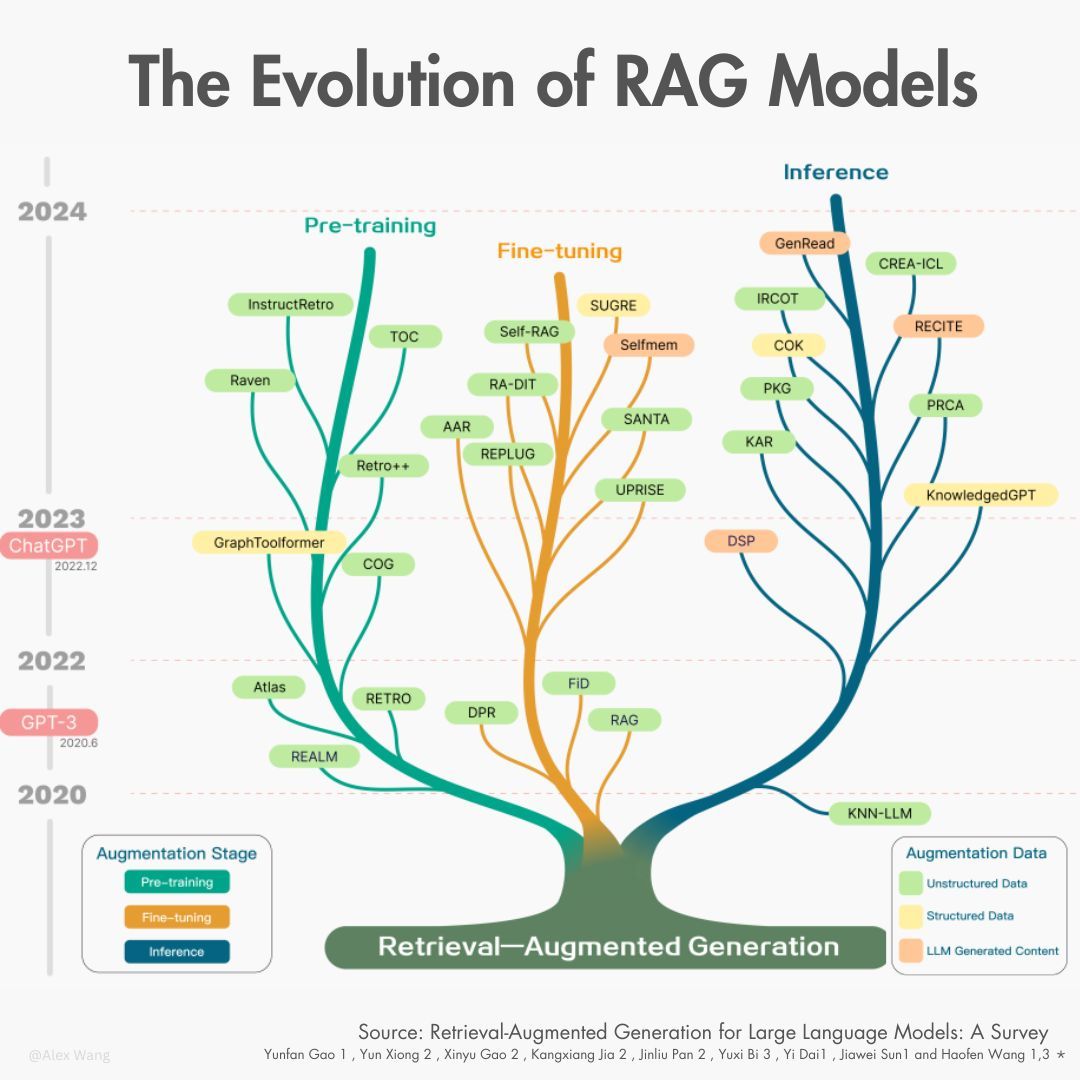 The Evolution of RAG Models
Inference
2024
Pre-training
Fine-tuning
GenRead
CREA-ICL
InstructRetro
SUGRE
IRCOT
RECITE
TOC
Self-RAG
Selfmem
COK
Raven
RA-DIT
PKG
PRCA
AAR
SANTA
KAR
REPLUG
Retro++
UPRISE
KnowledgedGPT
2023
ChatGPT
2022.12
GraphToolformer
DSP
COG
2022
Atlas
RETRO
FiD
GPT-3
2020.6
DPR
RAG
REALM
2020
KNN-LLM
Augmentation Stage
Pre-training
Fine-tuning
Inference
Augmentation Data
Unstructured Data
Structured Data
LLM Generated Content
Retrieval—Augmented Generation
Source: Retrieval-Augmented Generation for Large Language Models: A Survey
@Alex Wang
Yunfan Gao 1 , Yun Xiong 2 , Xinyu Gao 2 , Kangxiang Jia 2 , Jinliu Pan 2 , Yuxi Bi 3 , Yi Dai1 , Jiawei Sun1 and Haofen Wang 1,3 *